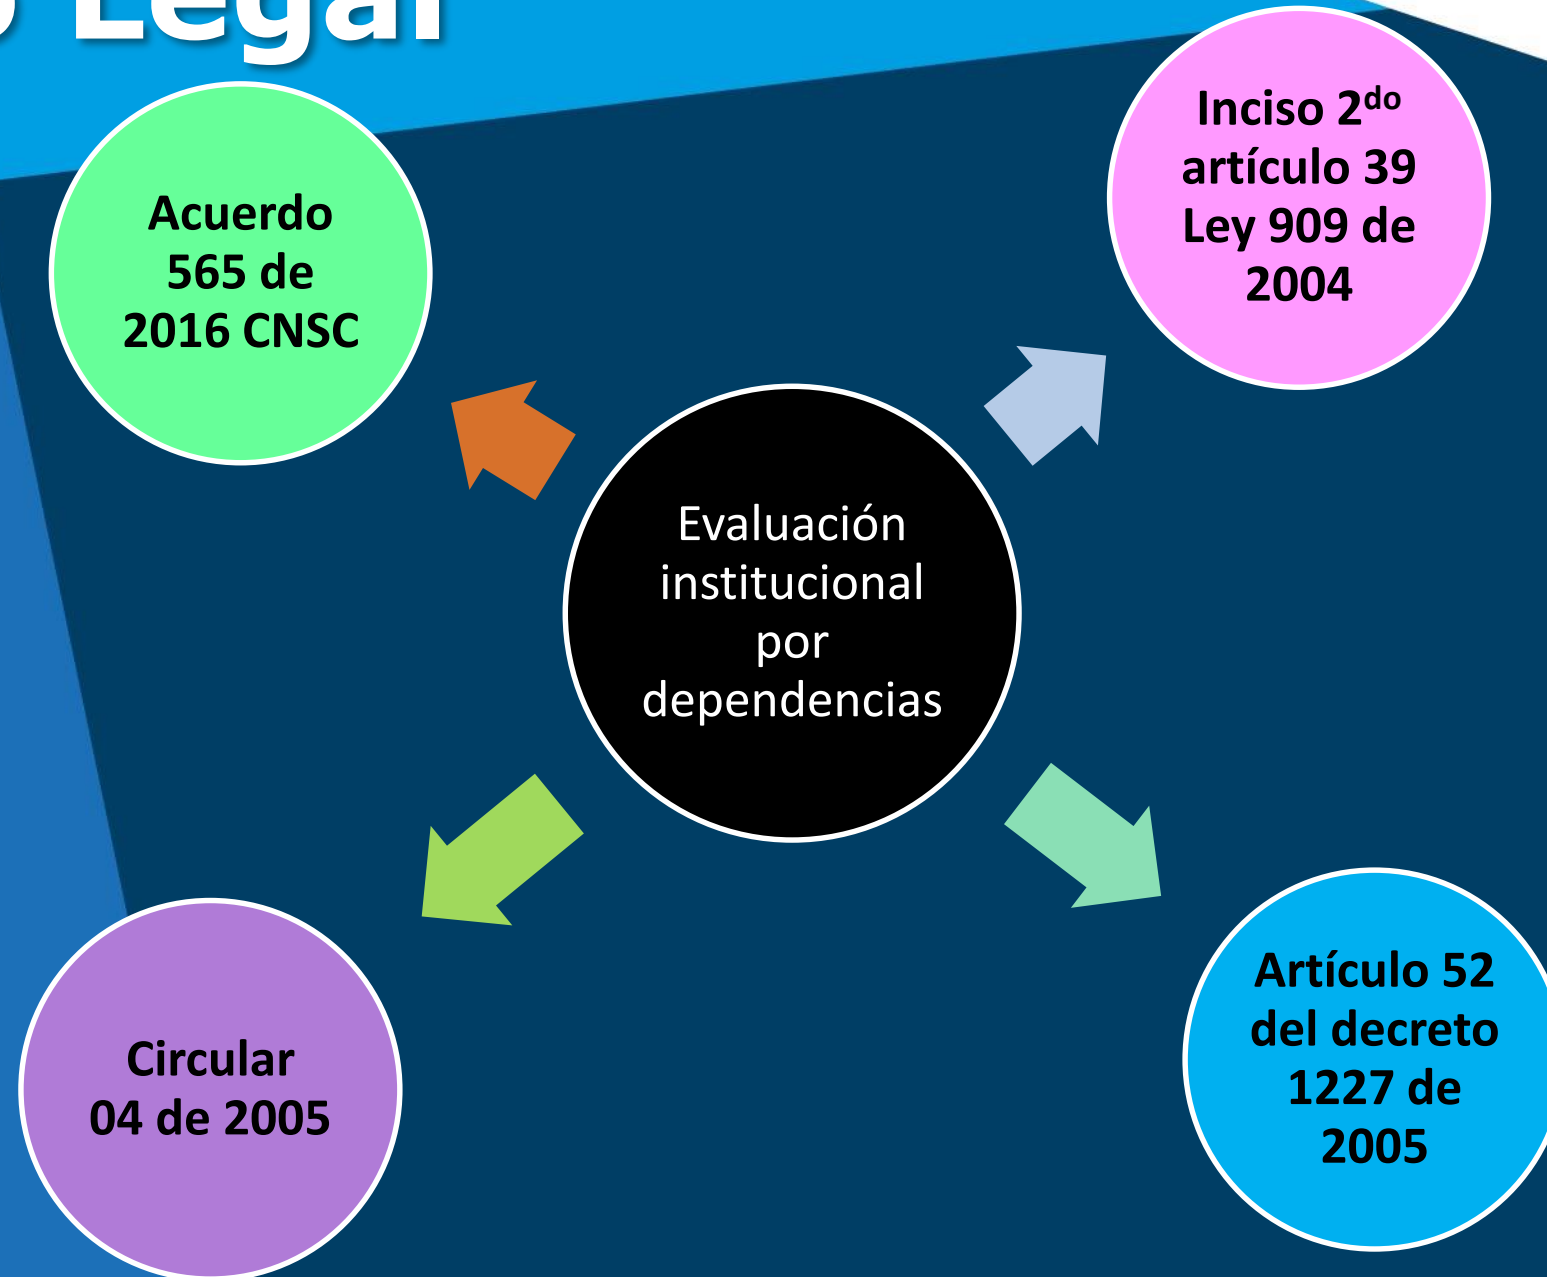 o Legal
Acuerdo
565 de
2016 CNSC
Inciso 2do
artículo 39
Ley 909 de
2004
Evaluación
institucional
por
dependencias
Circular
04 de 2005
Artículo 52
del decreto
1227 de
2005